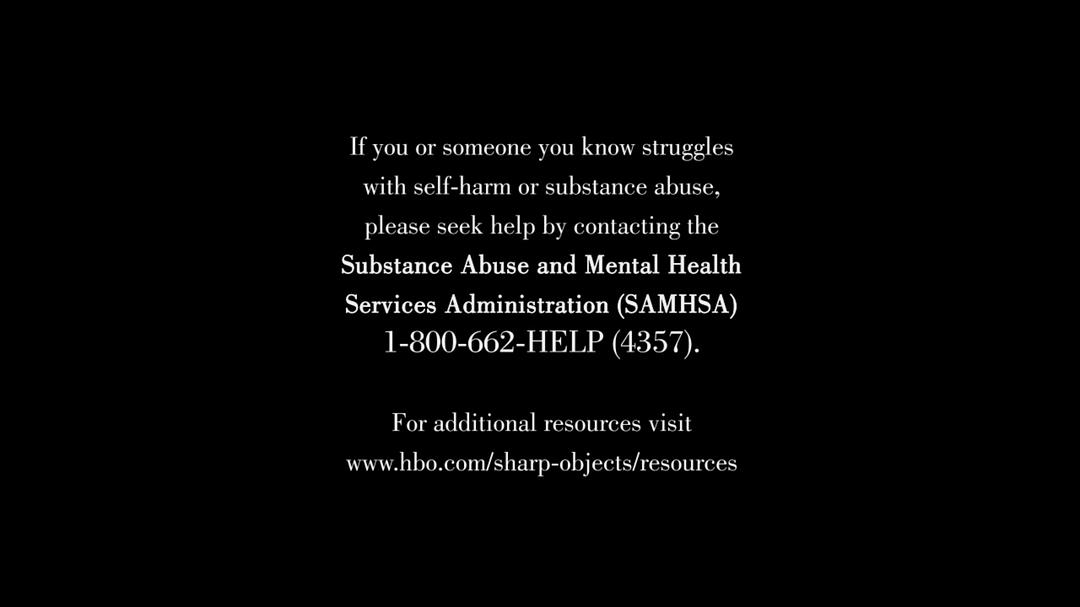 If you or someone you know struggles
with self-harm or substance abuse,
please seek help by contacting the
Substance Abuse and Mental Health
Services Administration (SAMHSA)
1-800-662-HELP (4357).
For additional resources visit
www.hbo.com/sharp-objects/resources